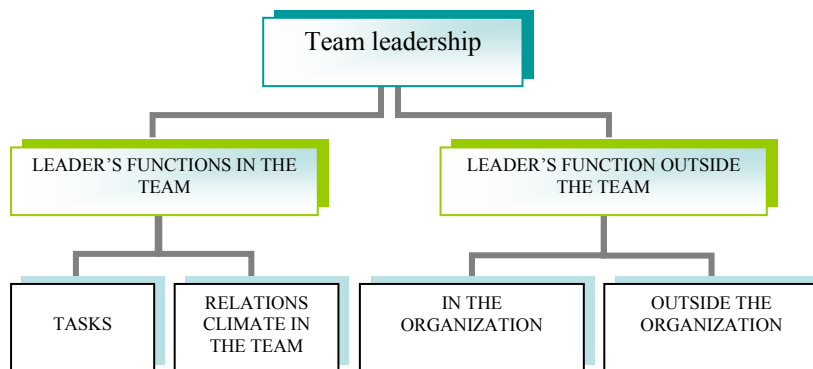 Team leadership
LEADER’S FUNCTIONS IN THE
TEAM
LEADER’S FUNCTION OUTSIDE
THE TEAM
TASKS
RELATIONS
CLIMATE IN
THE TEAM
IN THE
ORGANIZATION
OUTSIDE THE
ORGANIZATION